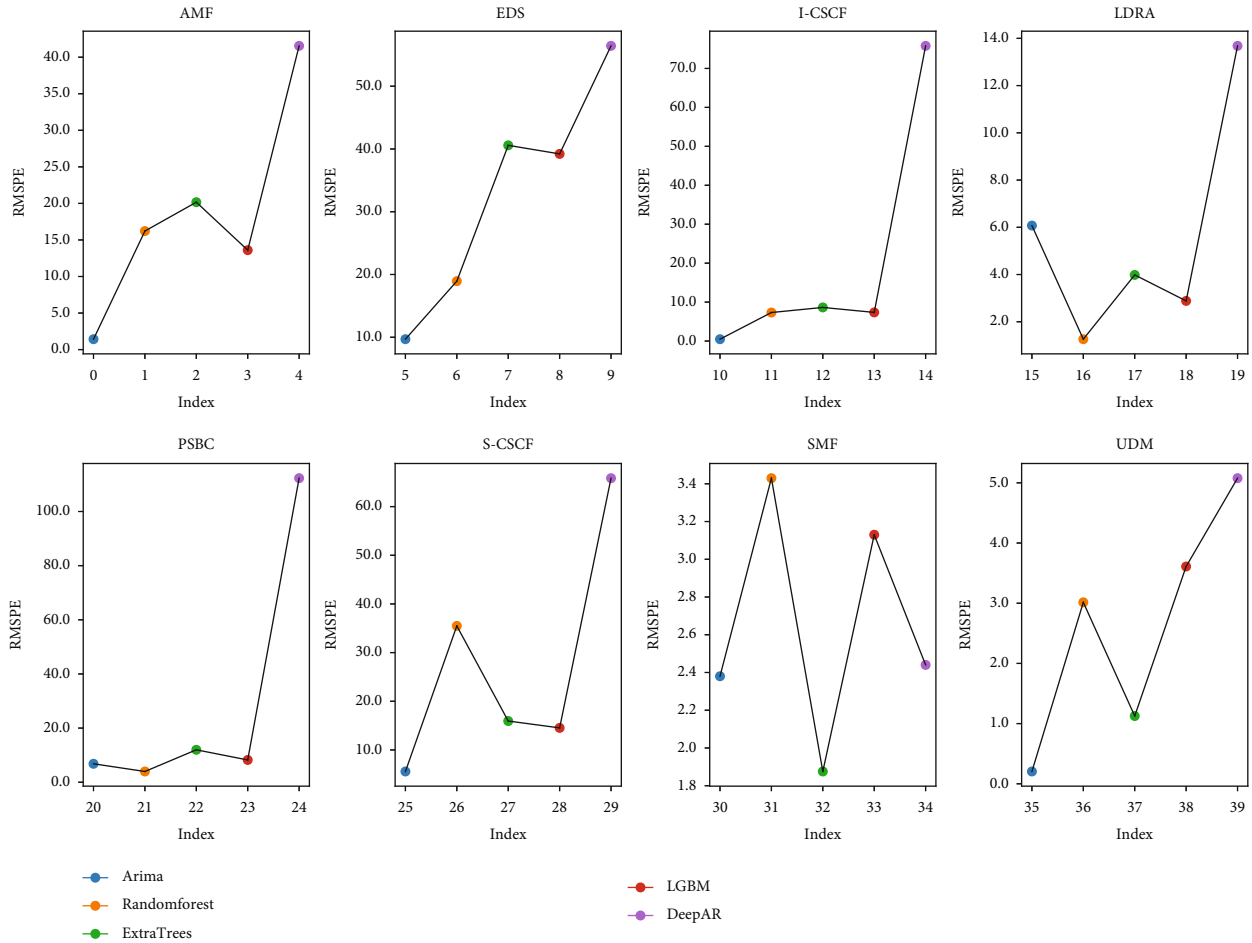 AMF
EDS
I-CSCF
LDRA
RMSPE
40.0
35.0
30.0
25.0
20.0
15.0
10.0
5.0
0.0
0 1 2 3 4
Index
RMSPE
50.0
40.0
30.0
20.0
10.0
5 6 7 8 9
Index
RMSPE
70.0
60.0
50.0
40.0
30.0
20.0
10.0
0.0
10 11 12 13 14
Index
RMSPE
14.0
12.0
10.0
8.0
6.0
4.0
2.0
15 16 17 18 19
Index
PSBC
S-CSCF
SMF
UDM
RMSPE
100.0
80.0
60.0
40.0
20.0
0.0
20 21 22 23 24
Index
RMSPE
60.0
50.0
40.0
30.0
20.0
10.0
25 26 27 28 29
Index
RMSPE
3.4
3.2
3.0
2.8
2.6
2.4
2.2
2.0
1.8
30 31 32 33 34
Index
RMSPE
5.0
4.0
3.0
2.0
1.0
0.0
35 36 37 38 39
Index
Arima
Randomforest
ExtraTrees
LGBM
DeepAR